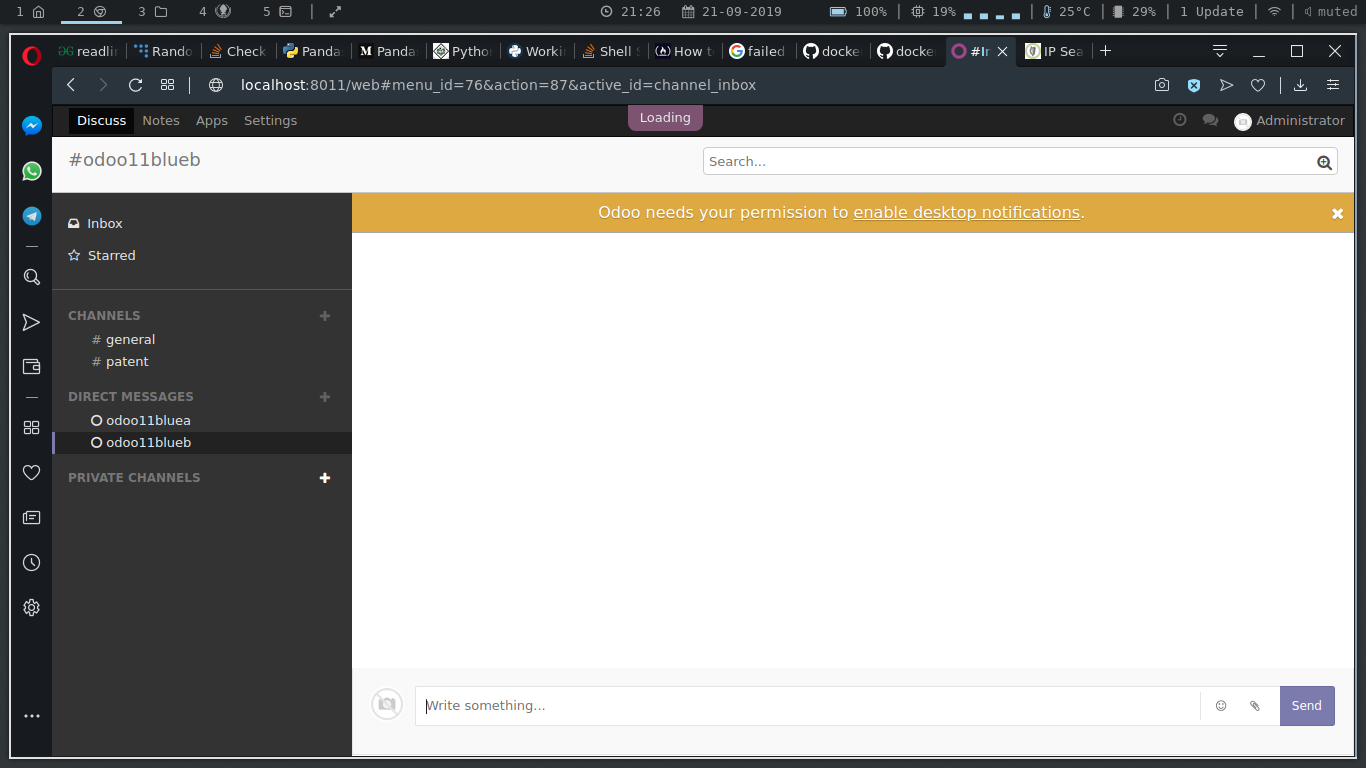 1 2 3 4 5 21:26 21-09-2019 100% 19% 25°C 29% 1 Update muted
readli Rando Check Panda Panda Pytho Worki Shell S How t failed docke docke #Ir IP Sea
localhost:8011/web#menu_id=76&action=87&active_id=channel_inbox
Discuss Notes Apps Settings Loading Administrator
#odoo11blueb Search...
Odoo needs your permission to enable desktop notifications.
Inbox
Starred
CHANNELS
# general
# patent
DIRECT MESSAGES
odoo11bluea
odoo11blueb
PRIVATE CHANNELS
Write something... Send